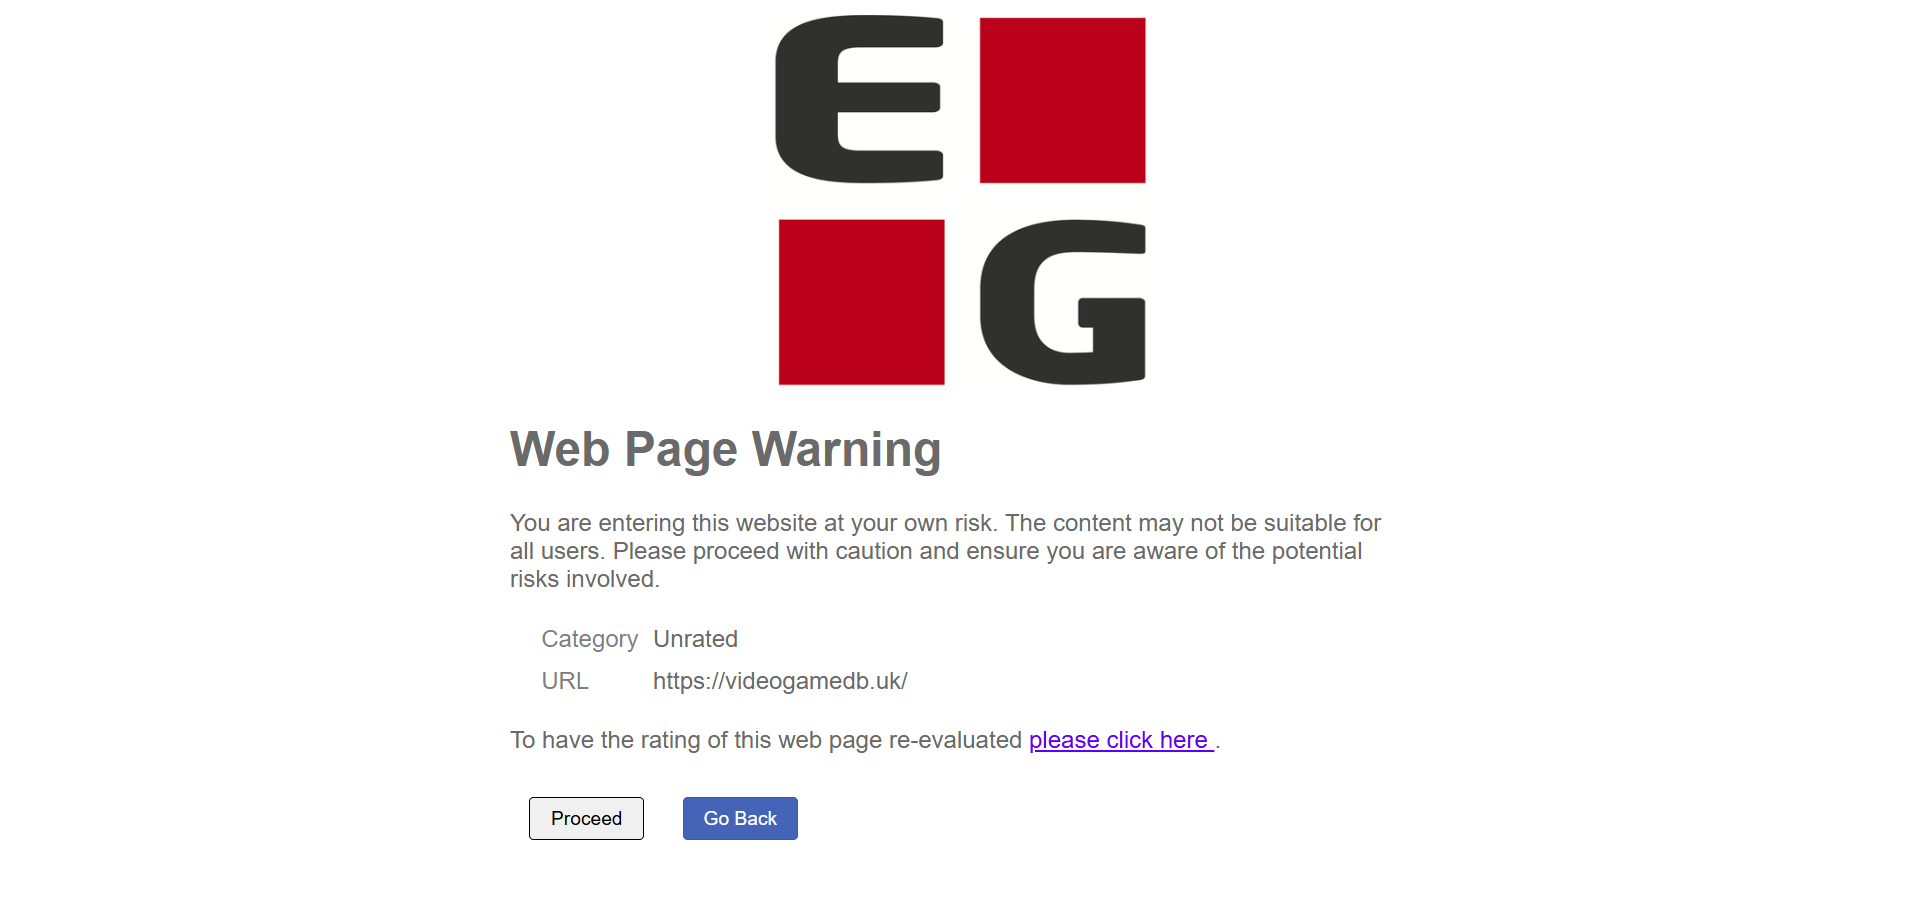 E
G
Web Page Warning
You are entering this website at your own risk. The content may not be suitable for
all users. Please proceed with caution and ensure you are aware of the potential
risks involved.
Category Unrated
URL https://videogamedb.uk/
To have the rating of this web page re-evaluated please click here .
Proceed Go Back